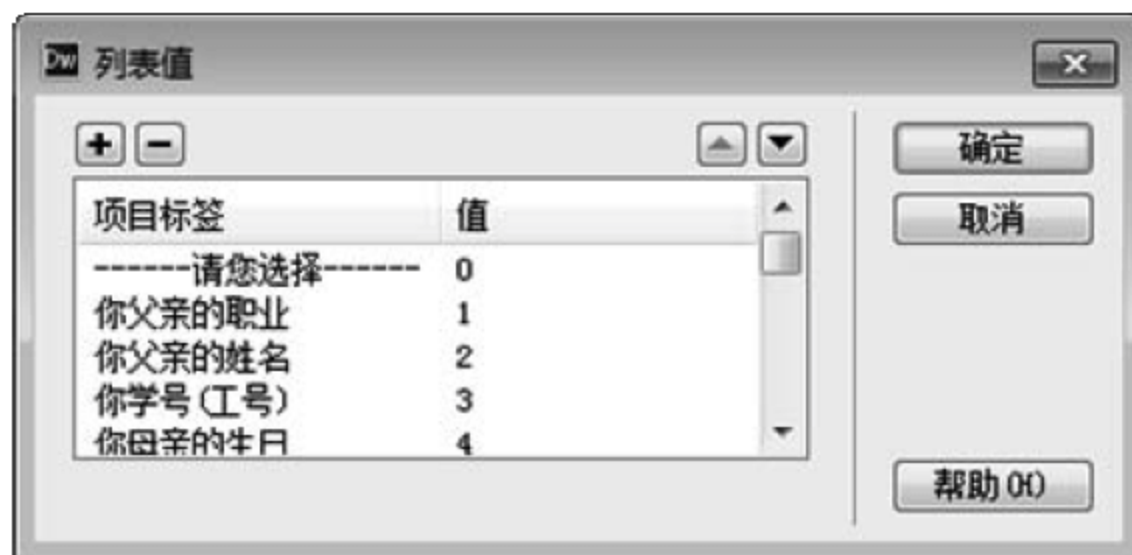 Dw 列表值
确定
取消
项目标签 值
------请您选择------ 0
你父亲的职业 1
你父亲的姓名 2
你学号(工号) 3
你母亲的生日 4
帮助(H)